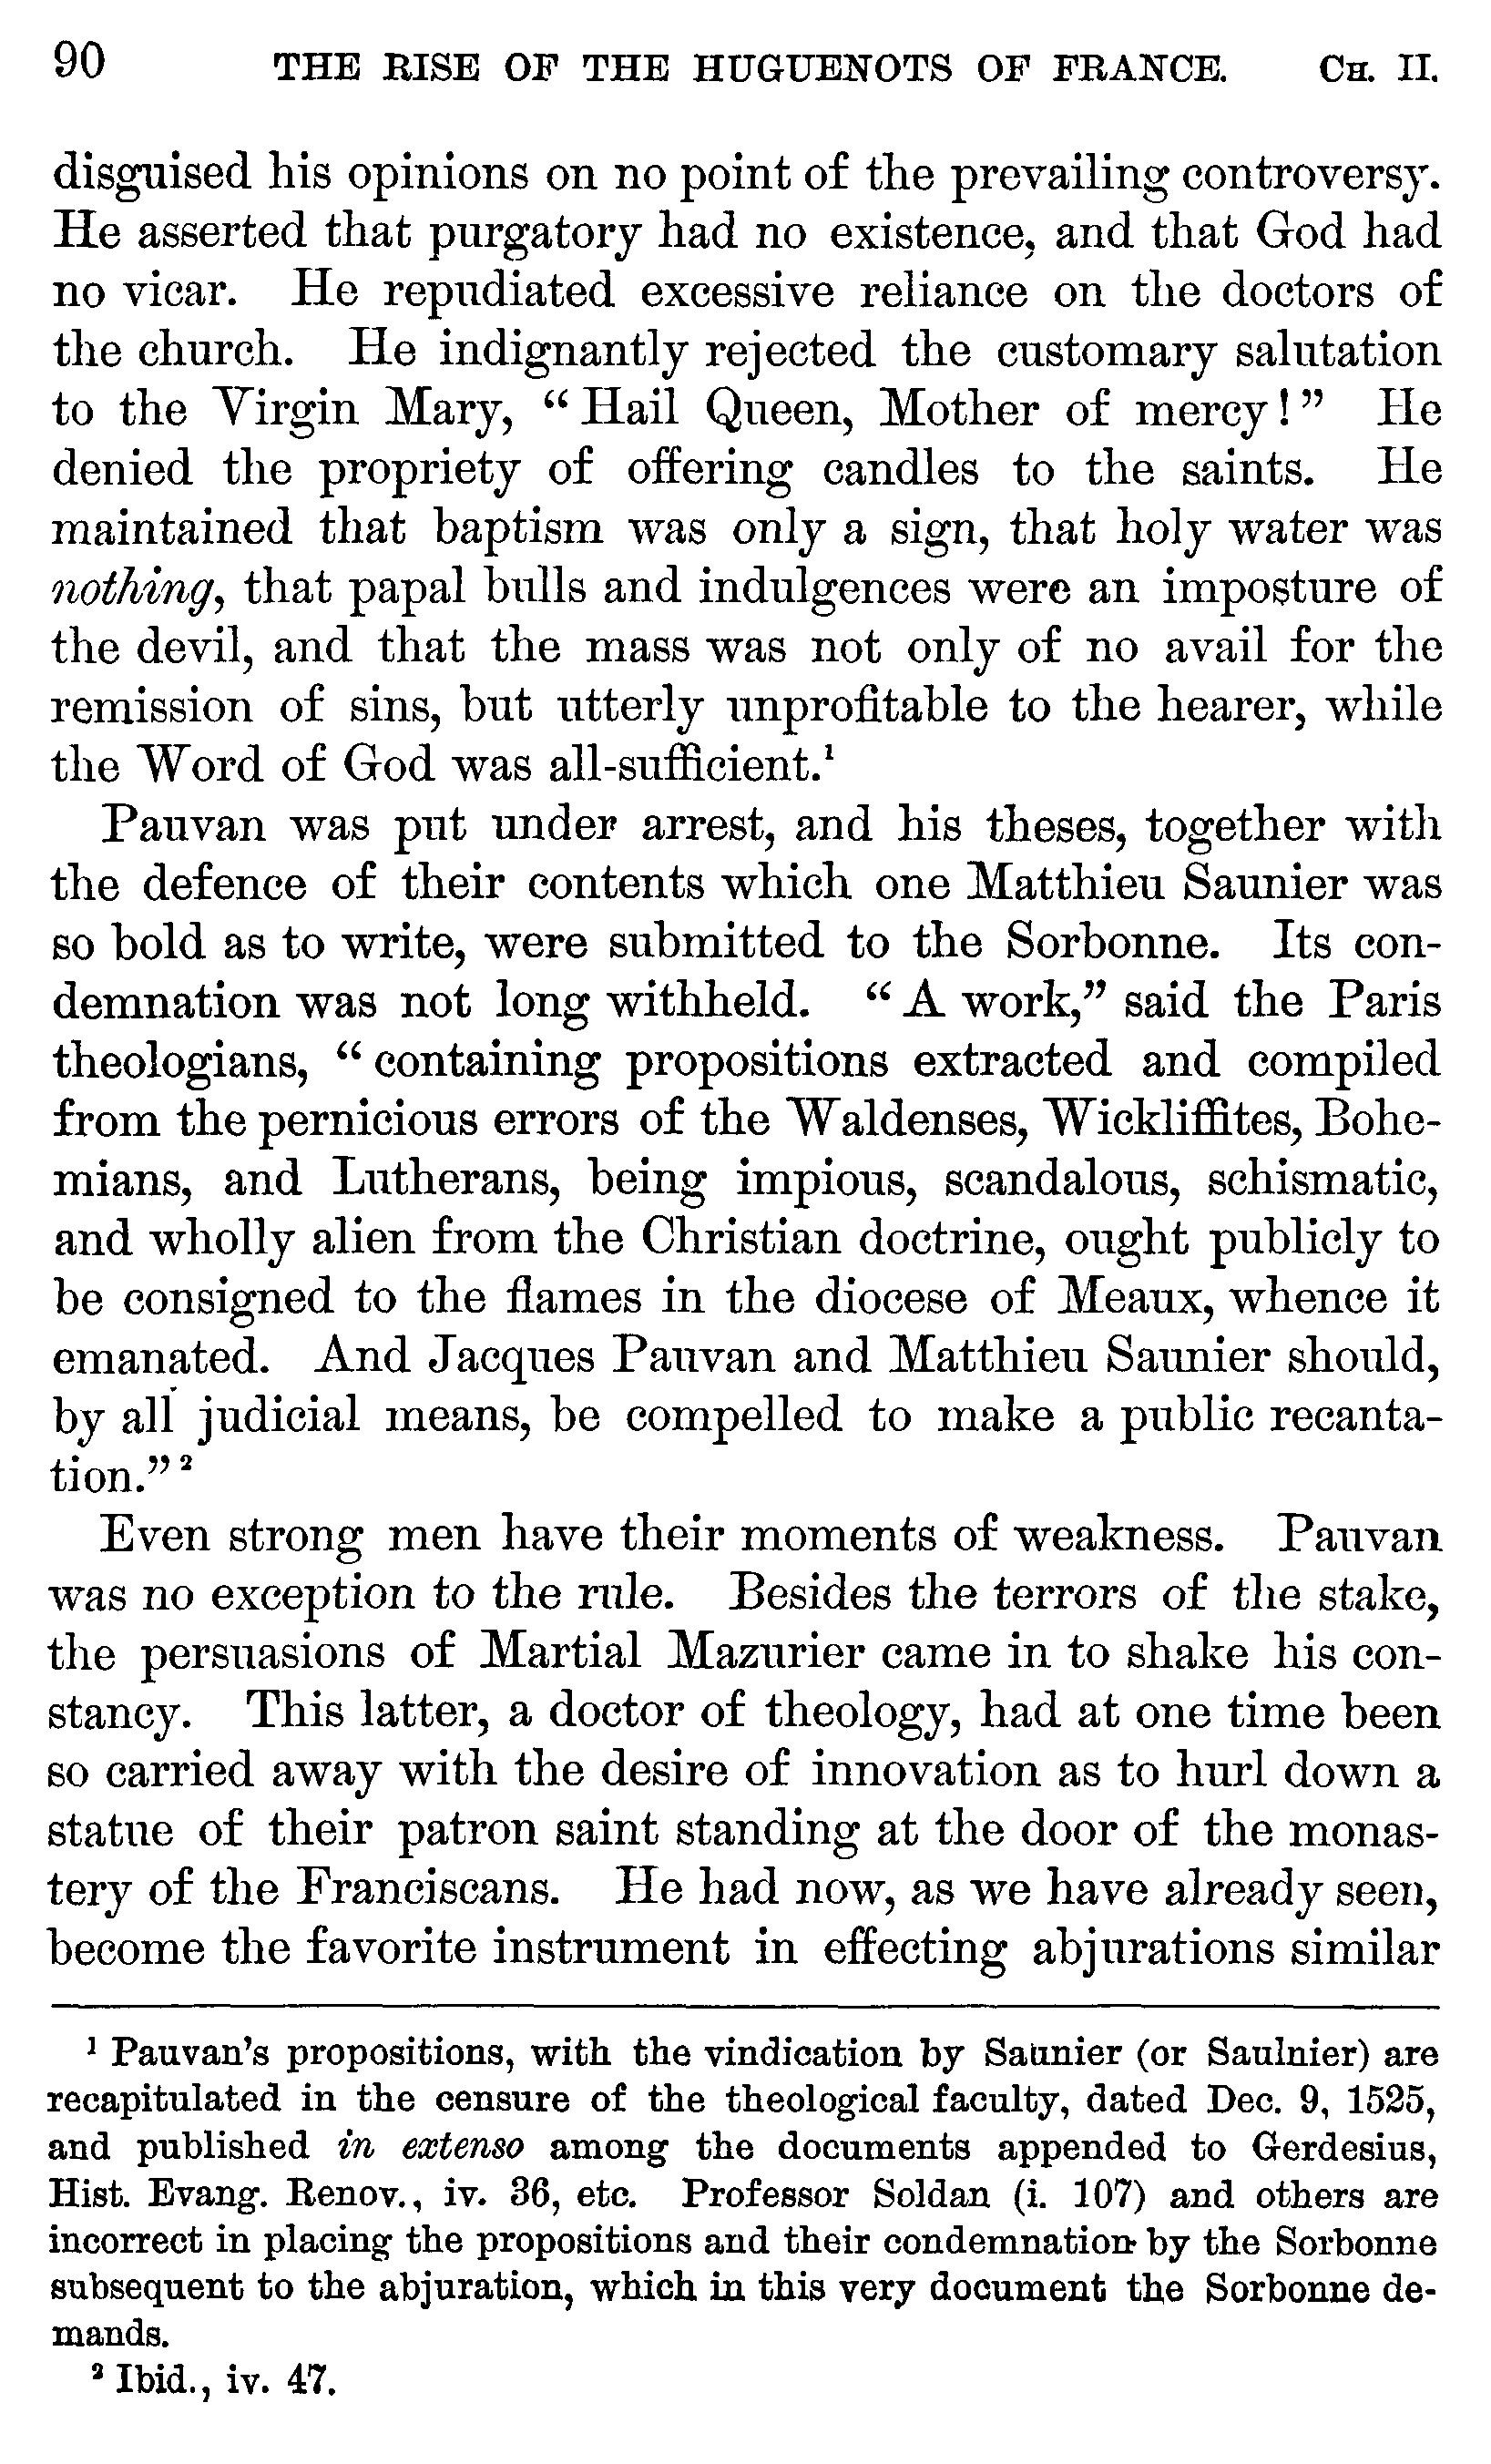 90 THE RISE OF THE HUGUENOTS OF FRANCE. CH. II.
disguised his opinions on no point of the prevailing controversy.
He asserted that purgatory had no existence, and that God had
no vicar. He repudiated excessive reliance on the doctors of
the church. He indignantly rejected the customary salutation
to the Virgin Mary, “Hail Queen, Mother of mercy!” He
denied the propriety of offering candles to the saints. He
maintained that baptism was only a sign, that holy water was
nothing, that papal bulls and indulgences were an imposture of
the devil, and that the mass was not only of no avail for the
remission of sins, but utterly unprofitable to the hearer, while
the Word of God was all-sufficient.¹
Pauvan was put under arrest, and his theses, together with
the defence of their contents which one Matthieu Saunier was
so bold as to write, were submitted to the Sorbonne. Its con-
demnation was not long withheld. “A work,” said the Paris
theologians, “containing propositions extracted and compiled
from the pernicious errors of the Waldenses, Wickliffites, Bohe-
mians, and Lutherans, being impious, scandalous, schismatic,
and wholly alien from the Christian doctrine, ought publicly to
be consigned to the flames in the diocese of Meaux, whence it
emanated. And Jacques Pauvan and Matthieu Saunier should,
by all judicial means, be compelled to make a public recanta-
tion.”²
Even strong men have their moments of weakness. Pauvan
was no exception to the rule. Besides the terrors of the stake,
the persuasions of Martial Mazurier came in to shake his con-
stancy. This latter, a doctor of theology, had at one time been
so carried away with the desire of innovation as to hurl down a
statue of their patron saint standing at the door of the monas-
tery of the Franciscans. He had now, as we have already seen,
become the favorite instrument in effecting abjurations similar
¹ Pauvan’s propositions, with the vindication by Saunier (or Saulnier) are
recapitulated in the censure of the theological faculty, dated Dec. 9, 1525,
and published in extenso among the documents appended to Gerdesius,
Hist. Evang. Renov., iv. 36, etc. Professor Soldan (i. 107) and others are
incorrect in placing the propositions and their condemnation by the Sorbonne
subsequent to the abjuration, which in this very document the Sorbonne de-
mands.
² Ibid., iv. 47.